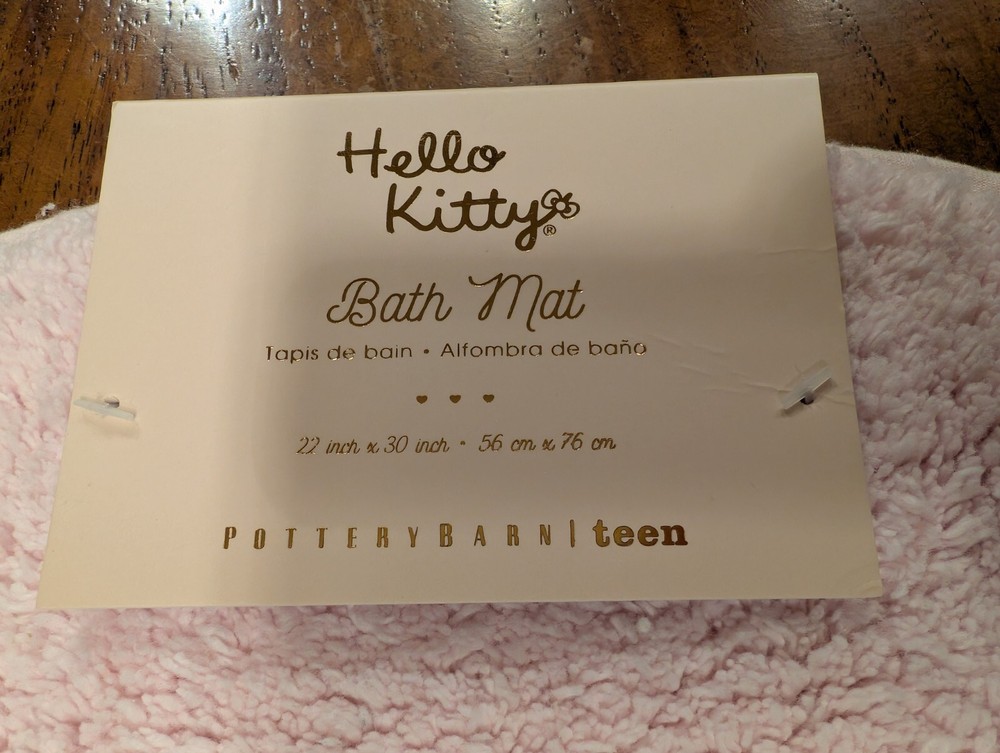 Hello
Kitty®
Bath Mat
Tapis de bain • Alfombra de baño
22 inch x 30 inch • 56 cm x 76 cm
POTTERYBARN | teen